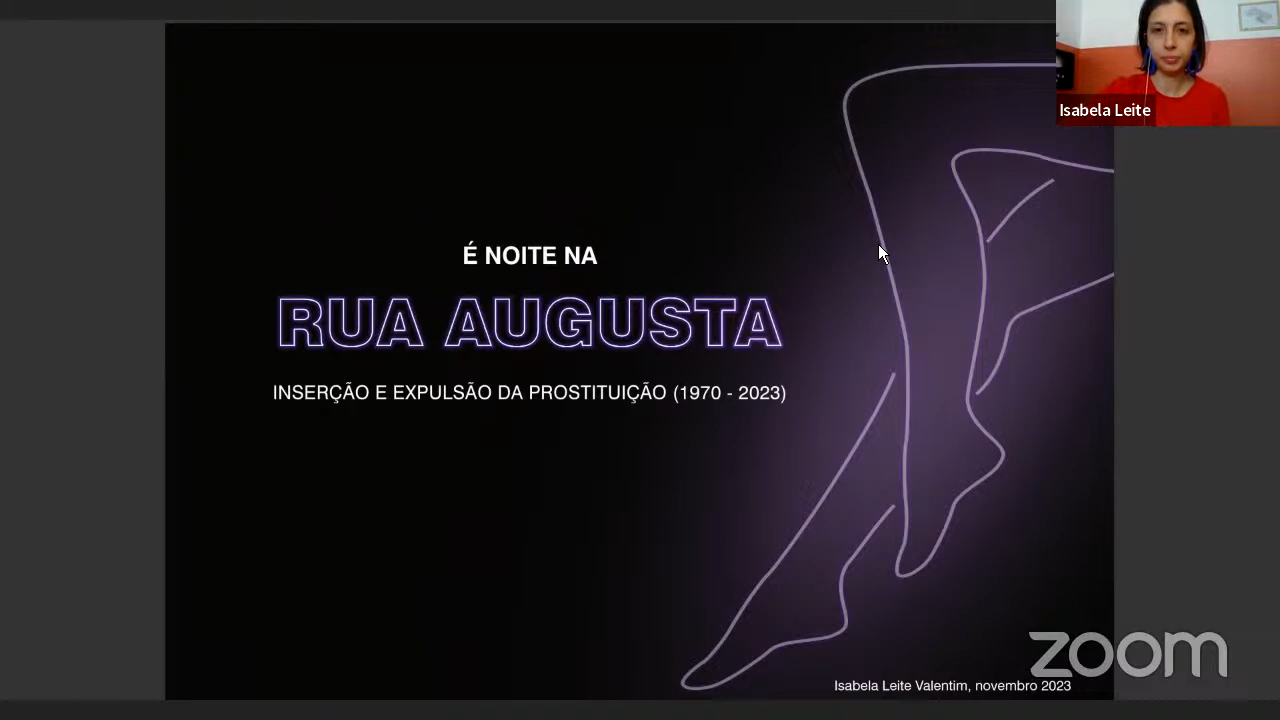 Isabela Leite
É NOITE NA
RUA AUGUSTA
INSERÇÃO E EXPULSÃO DA PROSTITUIÇÃO (1970 - 2023)
zoom
Isabela Leite Valentim, novembro 2023